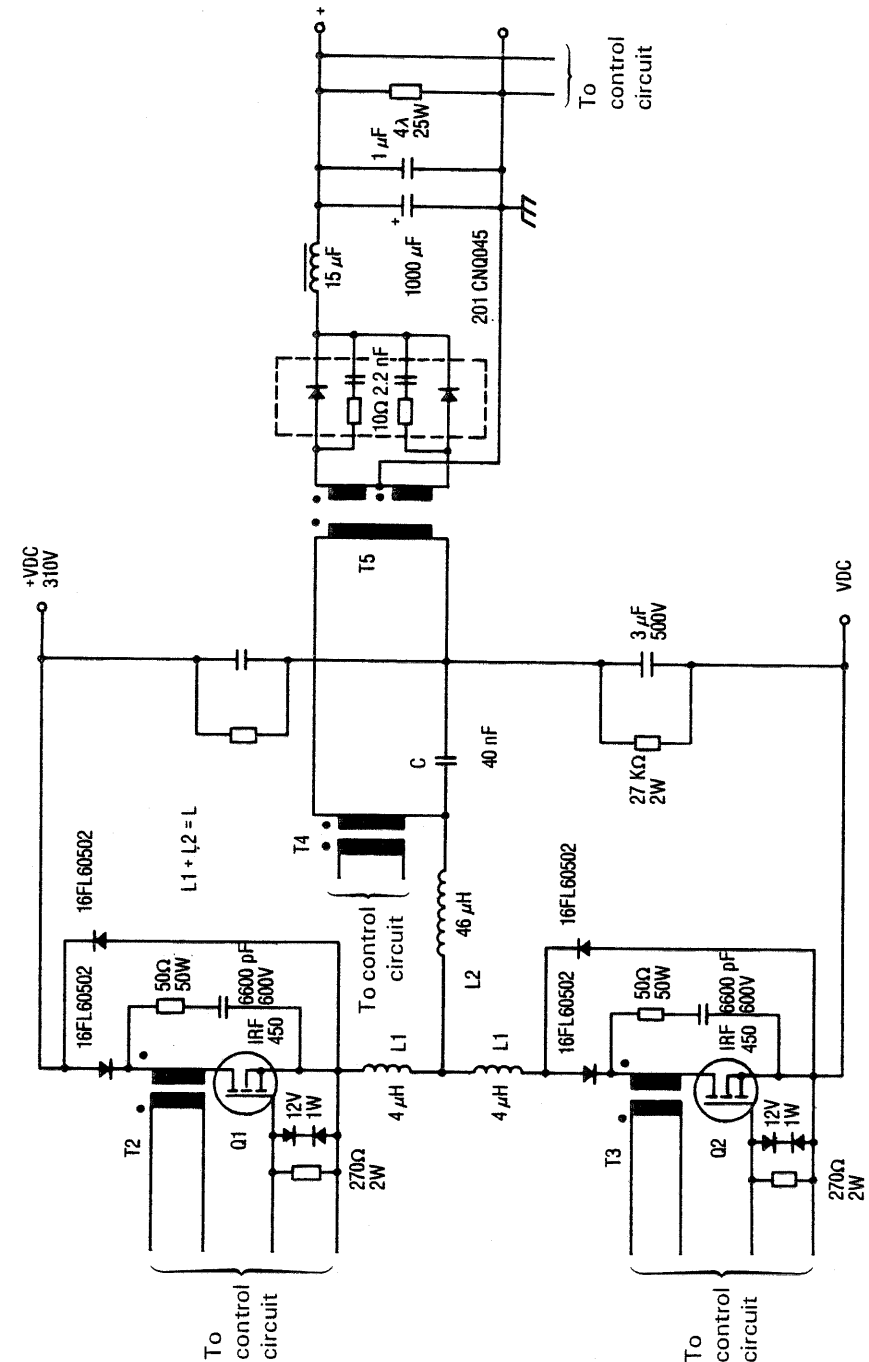 +
To
control
circuit
4λ
25W
1 µF
1000 µF
15 µF
201 CNQ045
10Ω 2.2 nF
+
T5
+VDC
310V
VDC
3 µF
500V
27 KΩ
2W
C
40 nF
T4
L1 + L2 = L
To control
circuit
46 µH
L2
16FL60502
16FL60502
50Ω
50W
6600 pF
600V
IRF
450
T2
Q1
12V
1W
270Ω
2W
L1
4 µH
L1
4 µH
16FL60502
16FL60502
50Ω
50W
6600 pF
600V
IRF
450
T3
Q2
12V
1W
270Ω
2W
To
control
circuit
To
control
circuit